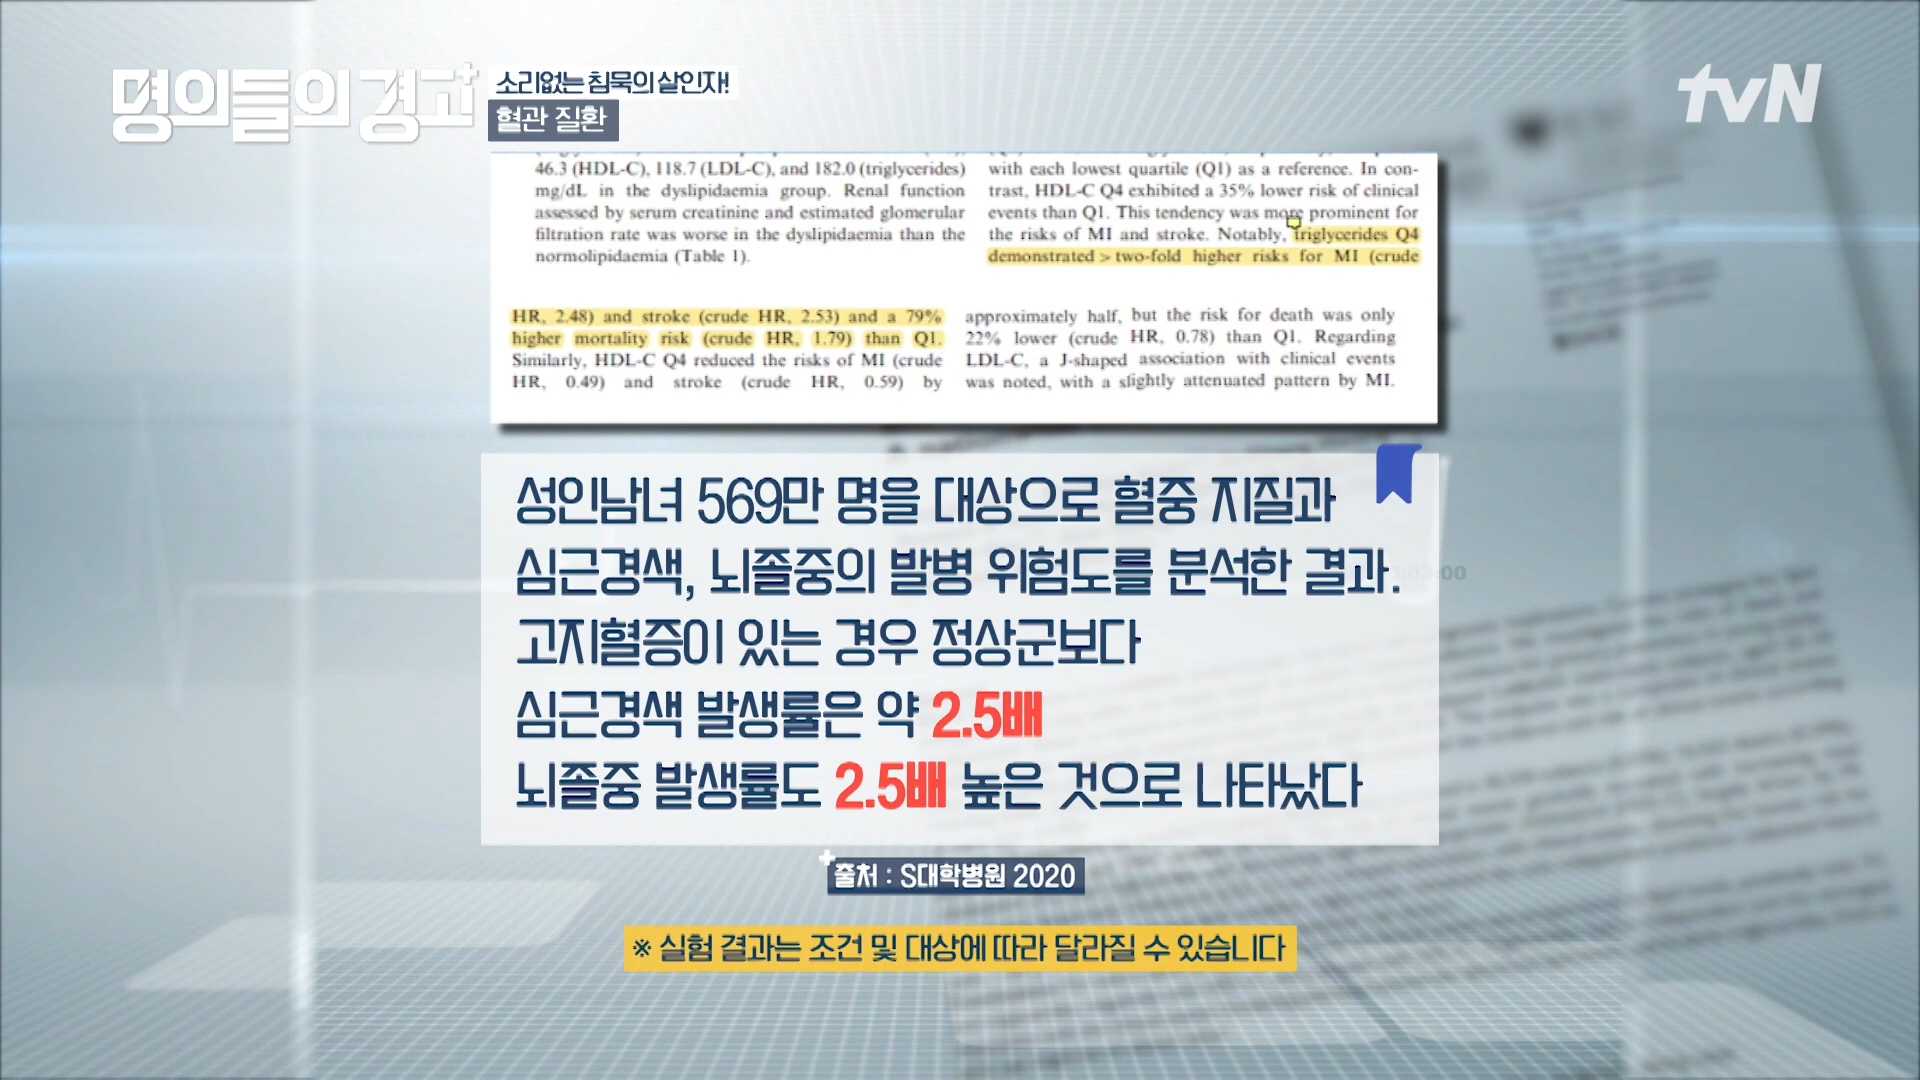 명의들의 경고+
소리없는 침묵의 살인자!
혈관 질환
tvN
46.3 (HDL-C), 118.7 (LDL-C), and 182.0 (triglycerides)
mg/dL in the dyslipidaemia group. Renal function
assessed by serum creatinine and estimated glomerular
filtration rate was worse in the dyslipidaemia than the
normolipidaemia (Table 1).
with each lowest quartile (Q1) as a reference. In con-
trast, HDL-C Q4 exhibited a 35% lower risk of clinical
events than Q1. This tendency was more prominent for
the risks of MI and stroke. Notably, triglycerides Q4
demonstrated > two-fold higher risks for MI (crude
HR, 2.48) and stroke (crude HR, 2.53) and a 79%
higher mortality risk (crude HR, 1.79) than Q1.
Similarly, HDL-C Q4 reduced the risks of MI (crude
HR, 0.49) and stroke (crude HR, 0.59) by
approximately half, but the risk for death was only
22% lower (crude HR, 0.78) than Q1. Regarding
LDL-C, a J-shaped association with clinical events
was noted, with a slightly attenuated pattern by MI.
성인남녀 569만 명을 대상으로 혈중 지질과
심근경색, 뇌졸중의 발병 위험도를 분석한 결과.
고지혈증이 있는 경우 정상군보다
심근경색 발생률은 약 2.5배
뇌졸중 발생률도 2.5배 높은 것으로 나타났다
출처 : S대학병원 2020
※ 실험 결과는 조건 및 대상에 따라 달라질 수 있습니다